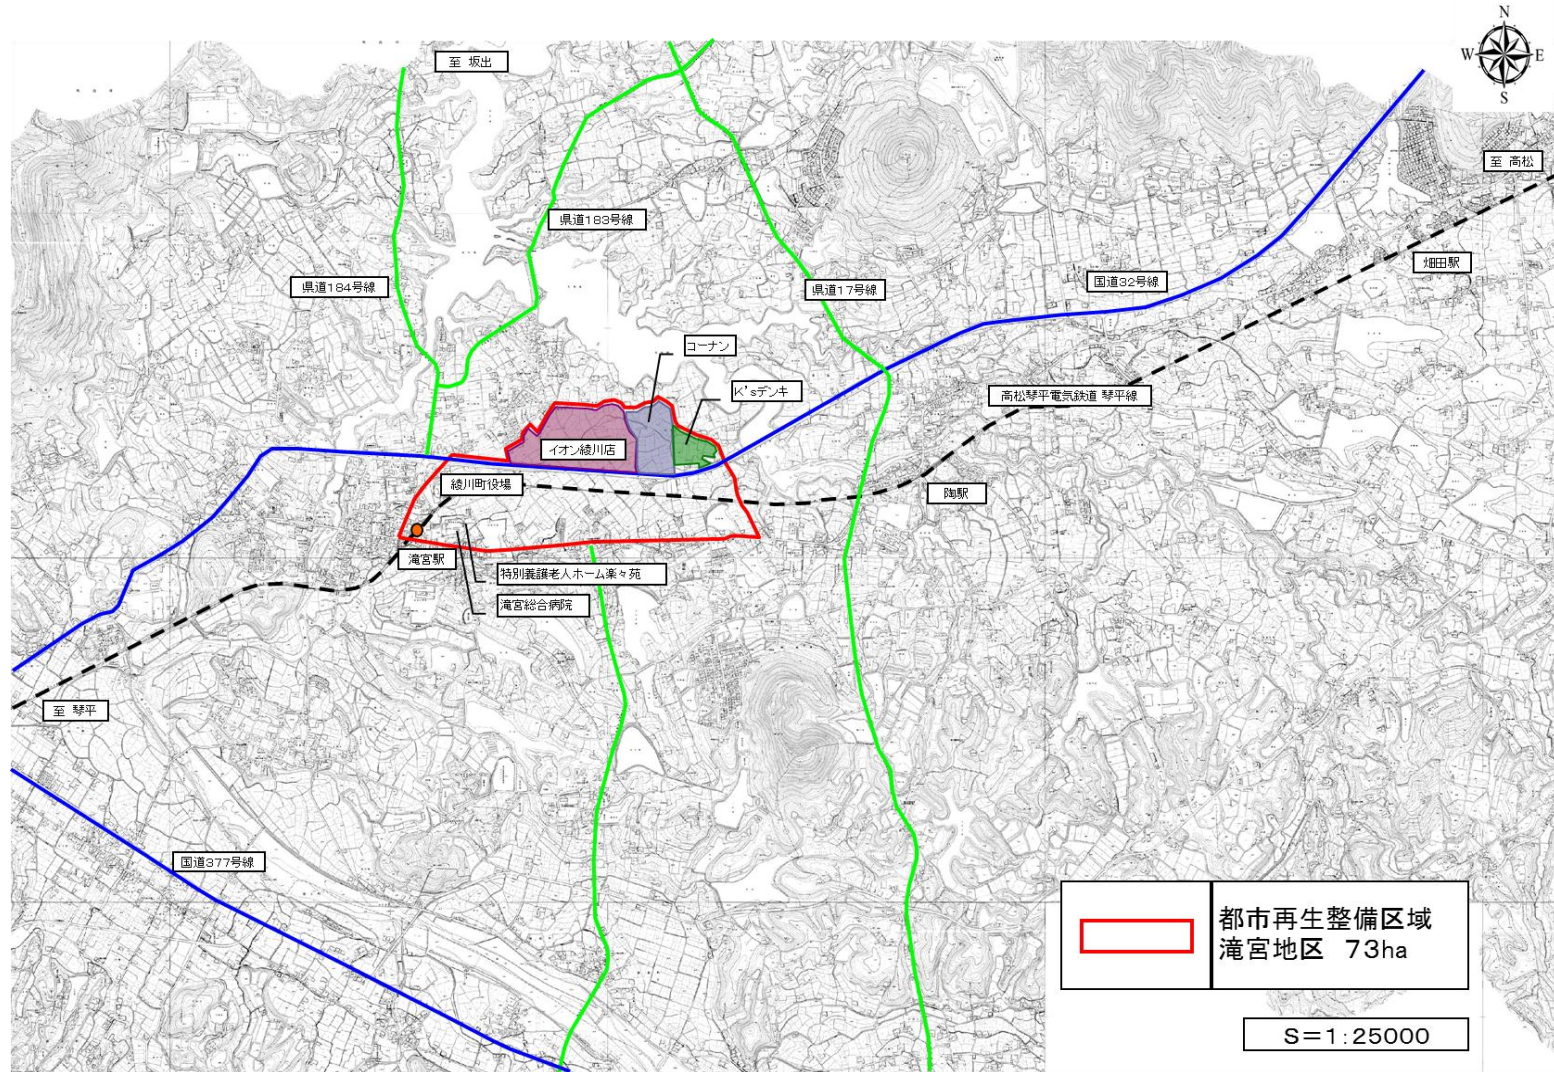 N
W
E
S
至 坂出
至 高松
県道183号線
畑田駅
国道32号線
県道184号線
県道17号線
コーナン
K'sデンキ
高松琴平電気鉄道 琴平線
イオン綾川店
綾川町役場
陶駅
滝宮駅
特別養護老人ホーム楽々苑
滝宮総合病院
至 琴平
国道377号線
都市再生整備区域
滝宮地区 73ha
S=1:25000